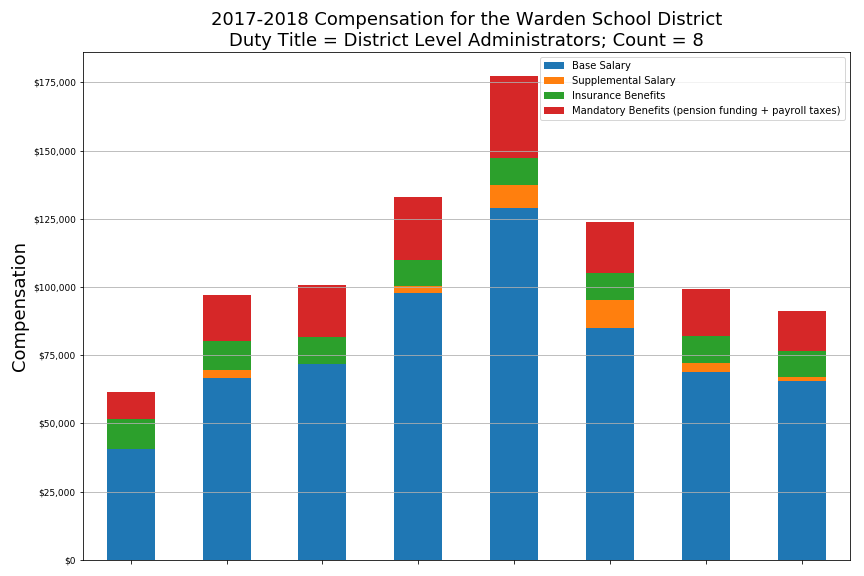 2017-2018 Compensation for the Warden School District
Duty Title = District Level Administrators; Count = 8
Base Salary
Supplemental Salary
Insurance Benefits
Mandatory Benefits (pension funding + payroll taxes)
Compensation
$175,000
$150,000
$125,000
$100,000
$75,000
$50,000
$25,000
$0